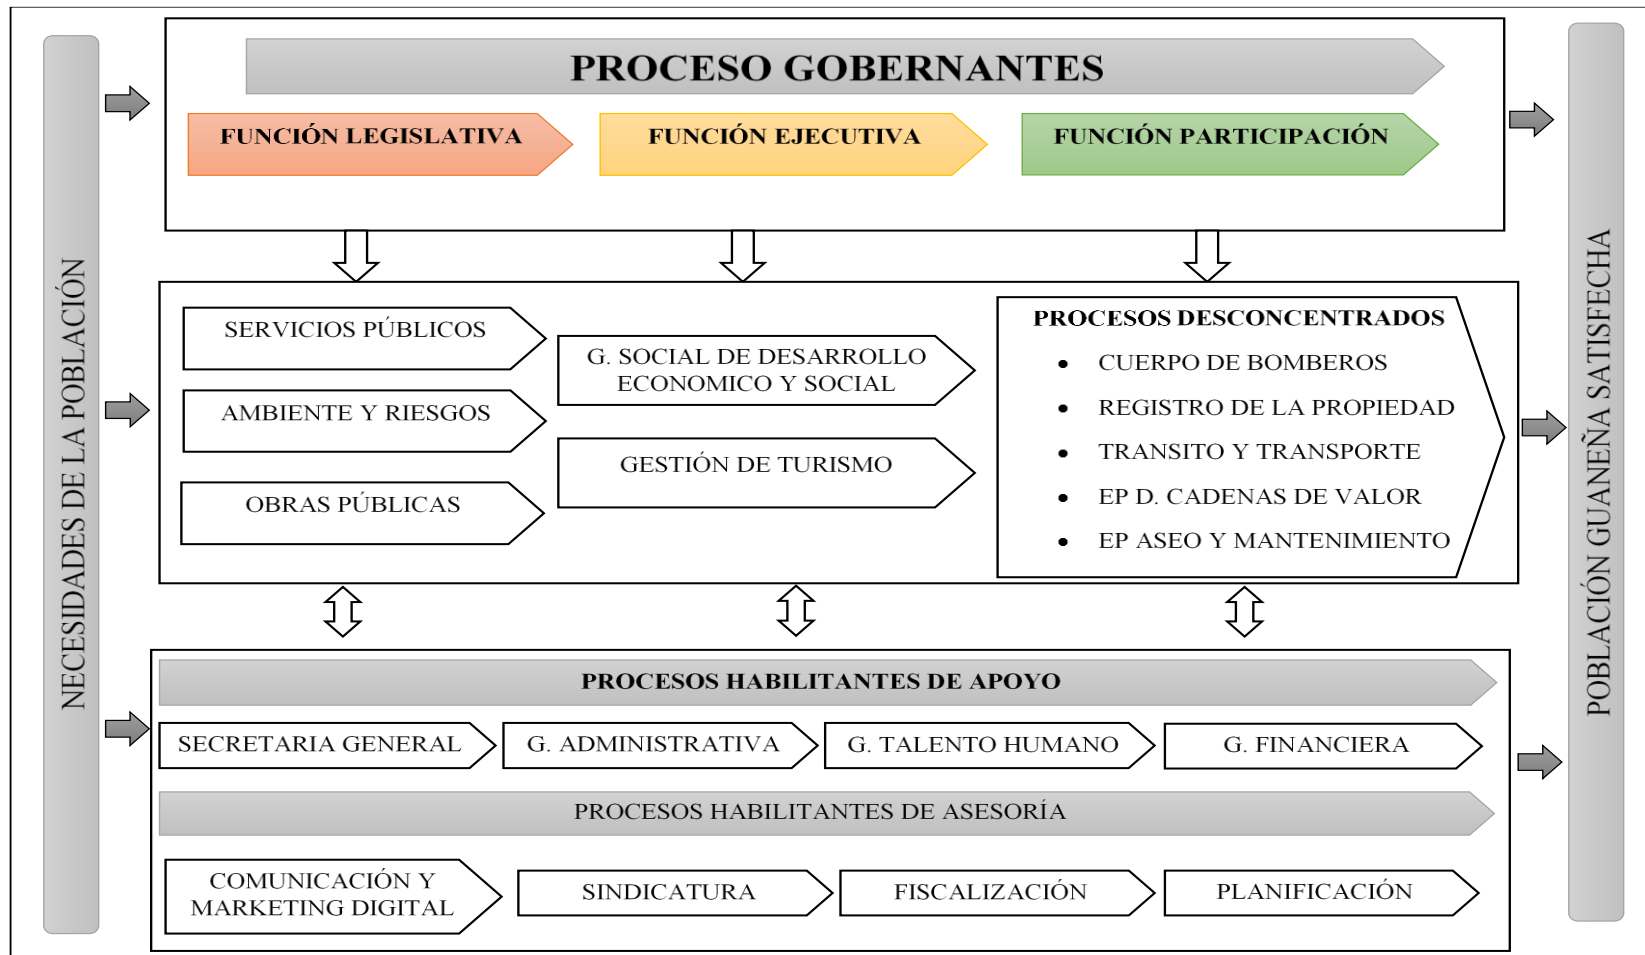 NECESIDADES DE LA POBLACIÓN
PROCESO GOBERNANTES
FUNCIÓN LEGISLATIVA
FUNCIÓN EJECUTIVA
FUNCIÓN PARTICIPACIÓN
SERVICIOS PÚBLICOS
AMBIENTE Y RIESGOS
OBRAS PÚBLICAS
G. SOCIAL DE DESARROLLO
ECONOMICO Y SOCIAL
GESTIÓN DE TURISMO
PROCESOS DESCONCENTRADOS
• CUERPO DE BOMBEROS
• REGISTRO DE LA PROPIEDAD
• TRANSITO Y TRANSPORTE
• EP D. CADENAS DE VALOR
• EP ASEO Y MANTENIMIENTO
PROCESOS HABILITANTES DE APOYO
SECRETARIA GENERAL
G. ADMINISTRATIVA
G. TALENTO HUMANO
G. FINANCIERA
PROCESOS HABILITANTES DE ASESORÍA
COMUNICACIÓN Y
MARKETING DIGITAL
SINDICATURA
FISCALIZACIÓN
PLANIFICACIÓN
POBLACIÓN GUANEÑA SATISFECHA